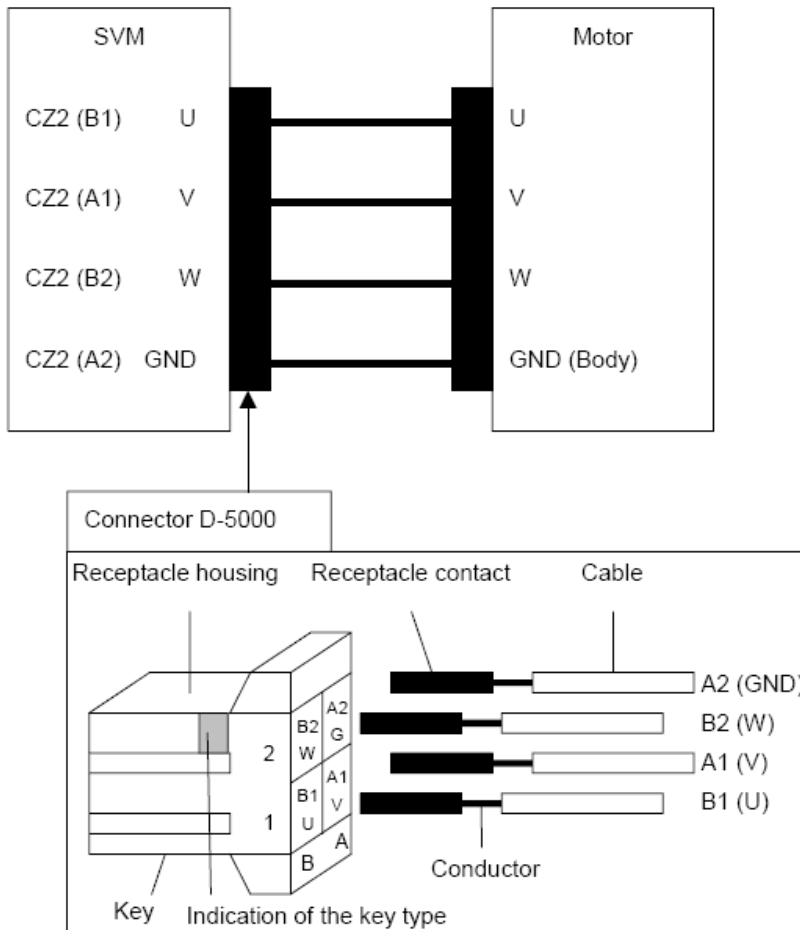 SVM
Motor
CZ2 (B1) U
U
CZ2 (A1) V
V
CZ2 (B2) W
W
CZ2 (A2) GND
GND (Body)
Connector D-5000
Receptacle housing
Receptacle contact
Cable
A2 (GND)
B2 (W)
A1 (V)
B1 (U)
2
B2
W
A2
G
1
B1
U
A1
V
B
A
Conductor
Key
Indication of the key type